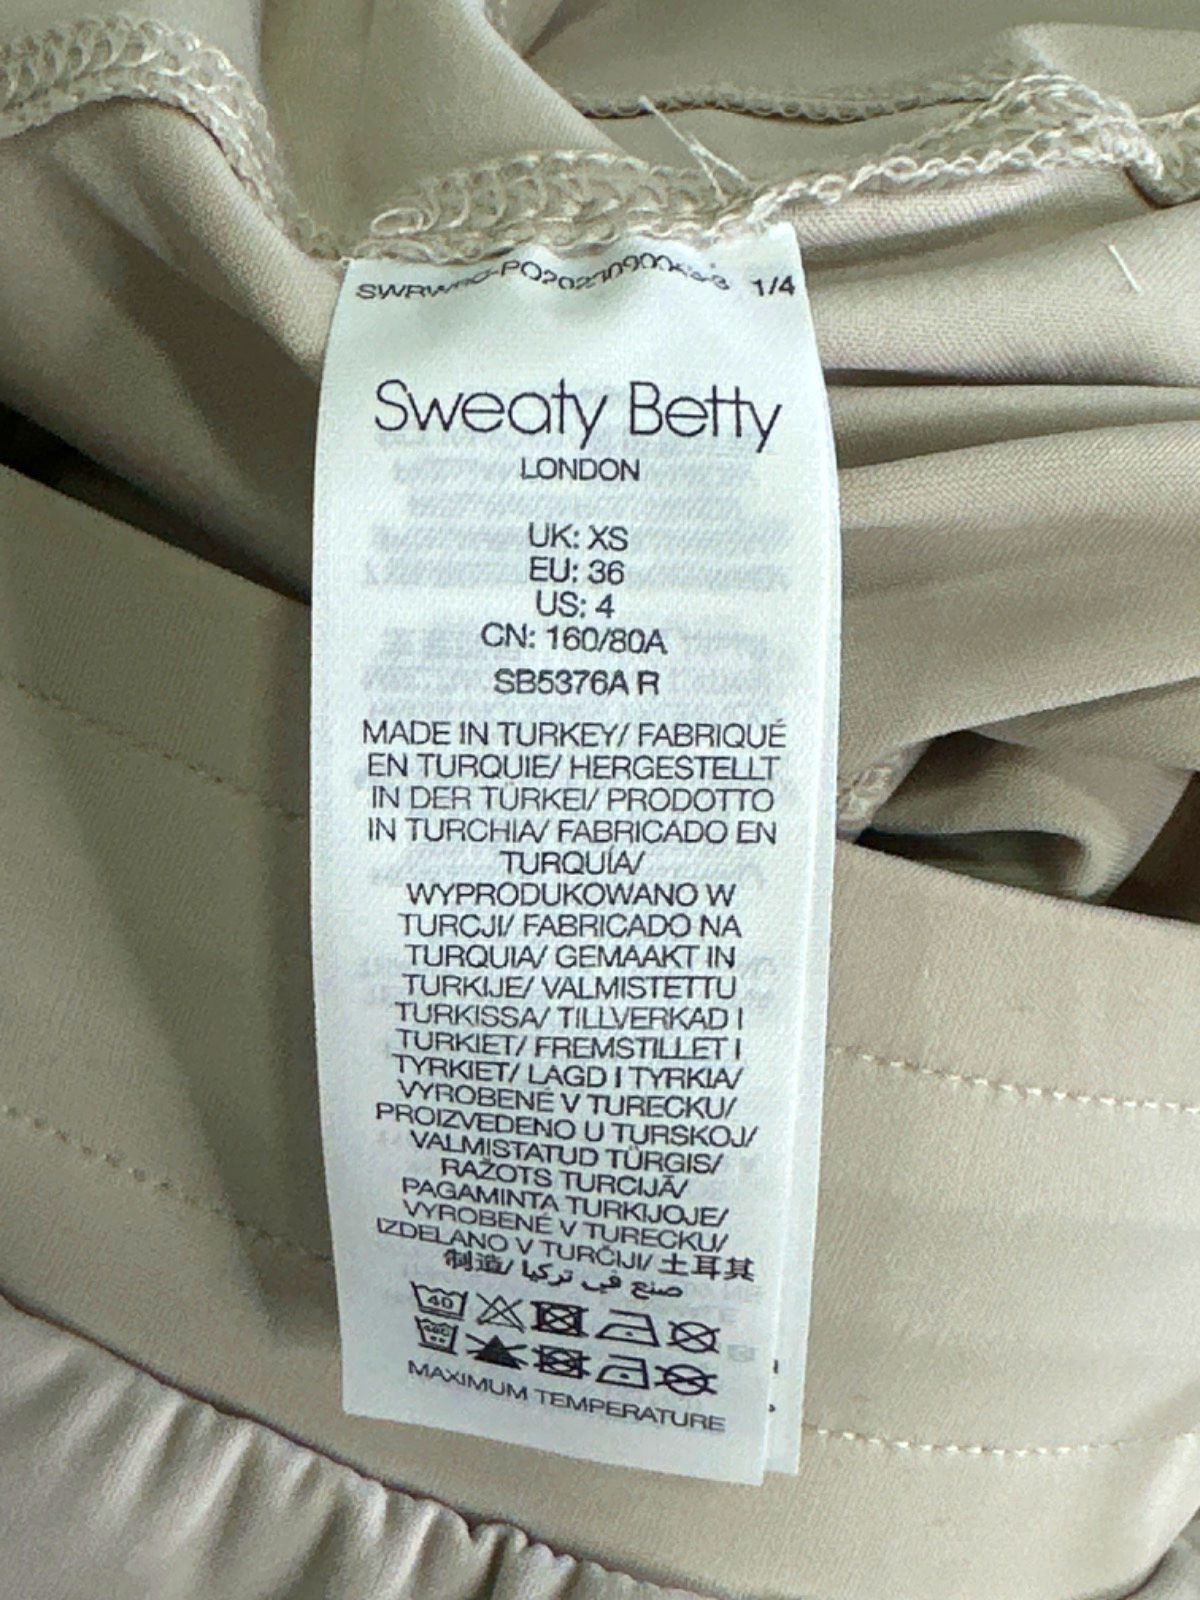 1/4
Sweaty Betty
LONDON
UK: XS
EU: 36
US: 4
CN: 160/80A
SB5376A R
MADE IN TURKEY/ FABRIQUÉ
EN TURQUIE/ HERGESTELLT
IN DER TÜRKEI/ PRODOTTO
IN TURCHIA/ FABRICADO EN
TURQUÍA/
WYPRODUKOWANO W
TURCJI/ FABRICADO NA
TURQUIA/ GEMAAKT IN
TURKIJE/ VALMISTETTU
TURKISSA/ TILLVERKAD I
TURKIET/ FREMSTILLET I
TYRKIET/ LAGD I TYRKIA/
VYROBENÉ V TURECKU/
PROIZVEDENO U TURSKOJ/
VALMISTATUD TÜRGIS/
RAŽOTS TURCIJĀ/
PAGAMINTA TURKIJOJE/
VYROBENÉ V TURECKU/
IZDELANO V TURČIJI/ 土耳其
制造/ صنع في تركيا
40
MAXIMUM TEMPERATURE